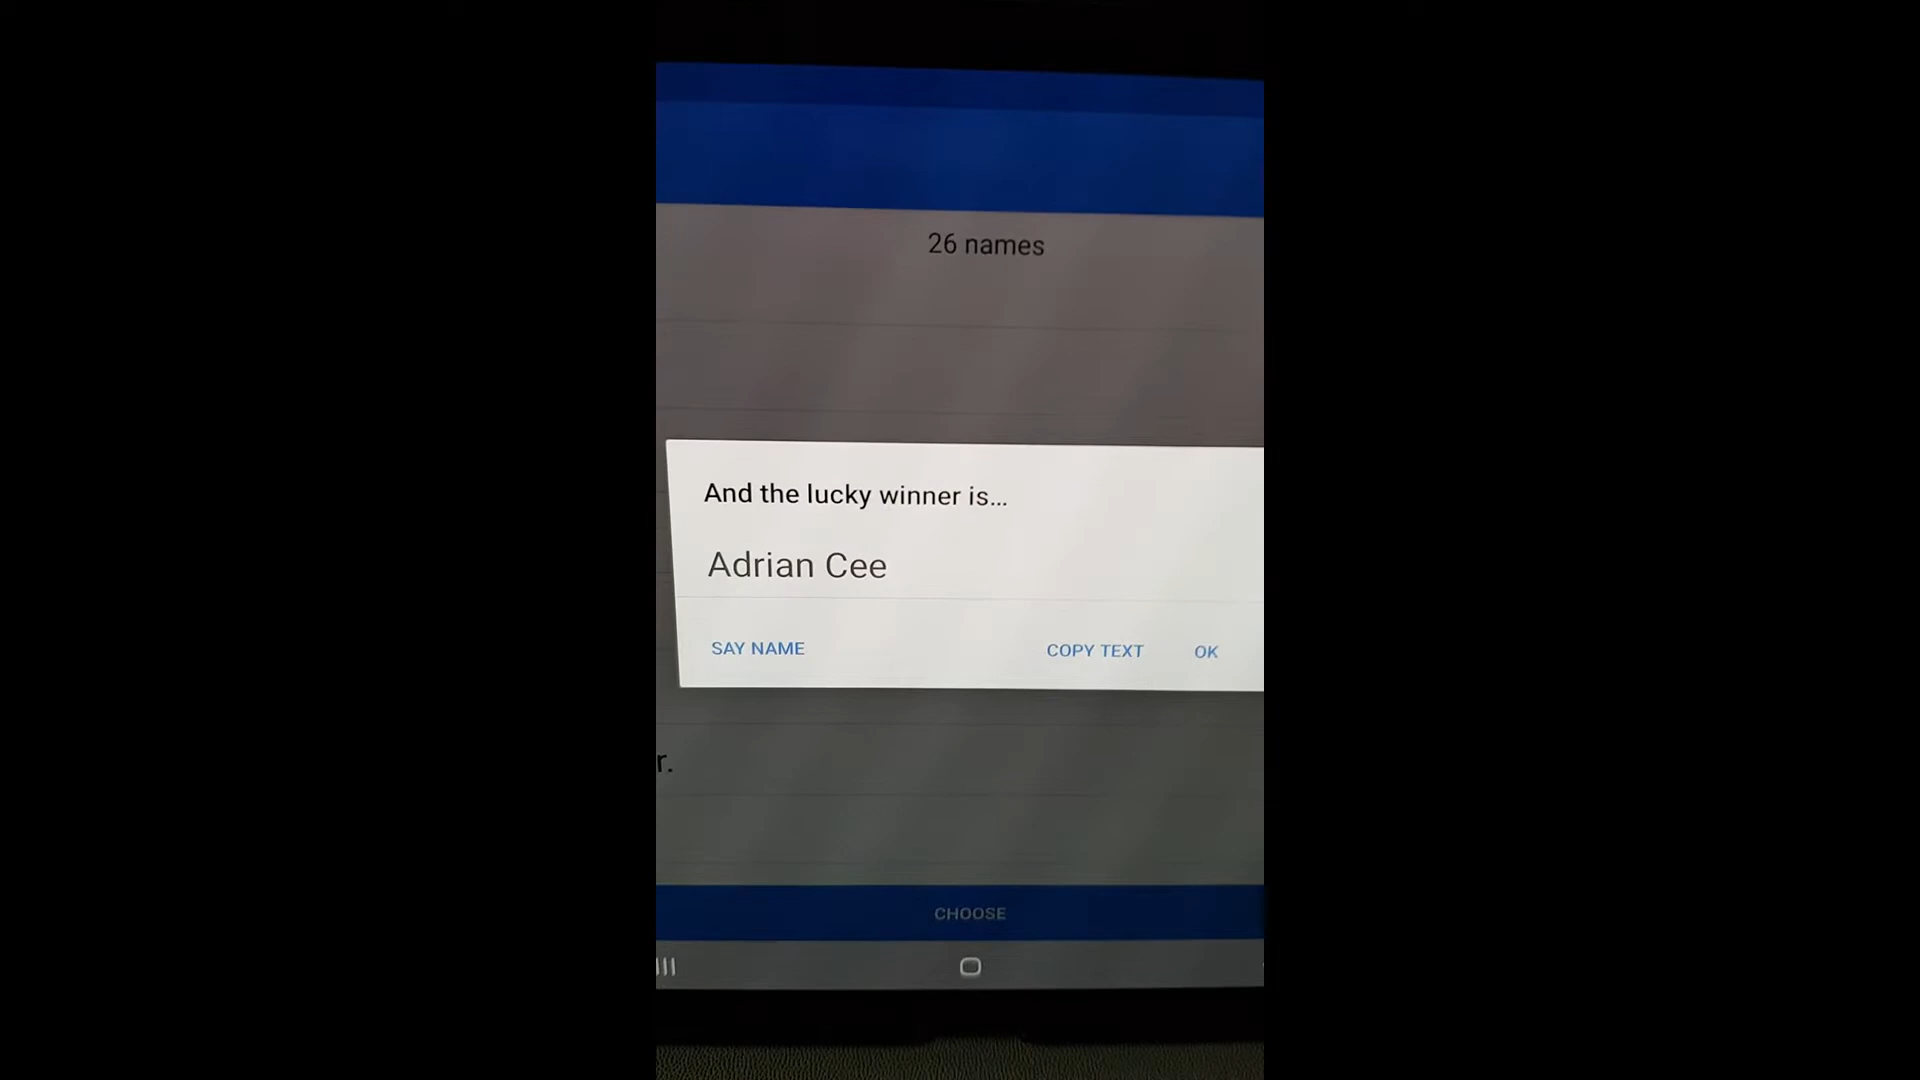 26 names
And the lucky winner is...
Adrian Cee
SAY NAME COPY TEXT OK
r.
CHOOSE